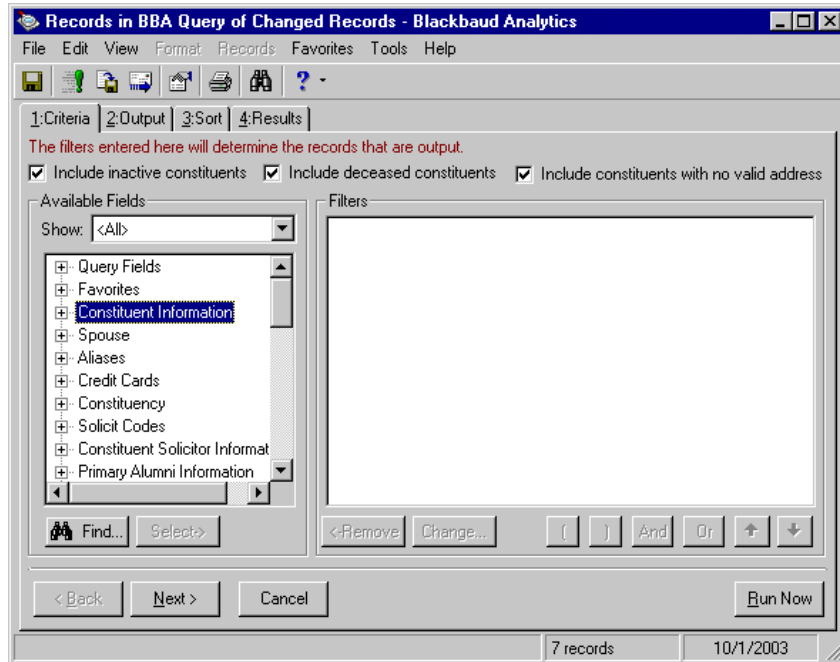 Records in BBA Query of Changed Records - Blackbaud Analytics
File Edit View Format Records Favorites Tools Help
1:Criteria 2:Output 3:Sort 4:Results
The filters entered here will determine the records that are output.
Include inactive constituents Include deceased constituents Include constituents with no valid address
Available Fields
Filters
Show: <All>
Query Fields
Favorites
Constituent Information
Spouse
Aliases
Credit Cards
Constituency
Solicit Codes
Constituent Solicitor Informat
Primary Alumni Information
Find... Select-> <-Remove Change... ( ) And Or
< Back Next > Cancel Run Now
7 records 10/1/2003